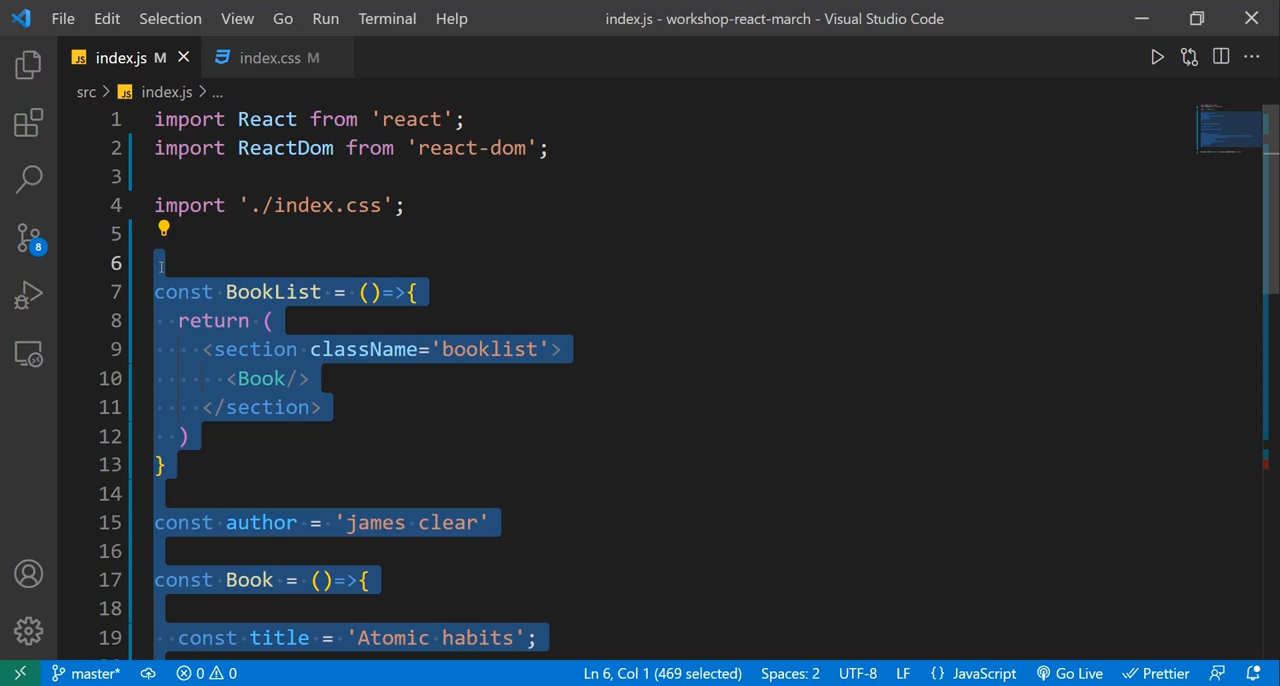 File Edit Selection View Go Run Terminal Help index.js - workshop-react-march - Visual Studio Code
JS index.js M index.css M
src > JS index.js > ...
1 import React from 'react';
2 import ReactDom from 'react-dom';
3
4 import './index.css';
5
6
7 const BookList = ()=>{
8 return (
9 <section className='booklist'>
10 <Book/>
11 </section>
12 )
13 }
14
15 const author = 'james clear'
16
17 const Book = ()=>{
18
19 const title = 'Atomic habits';
8
master* 0 0 Ln 6, Col 1 (469 selected) Spaces: 2 UTF-8 LF {} JavaScript Go Live Prettier